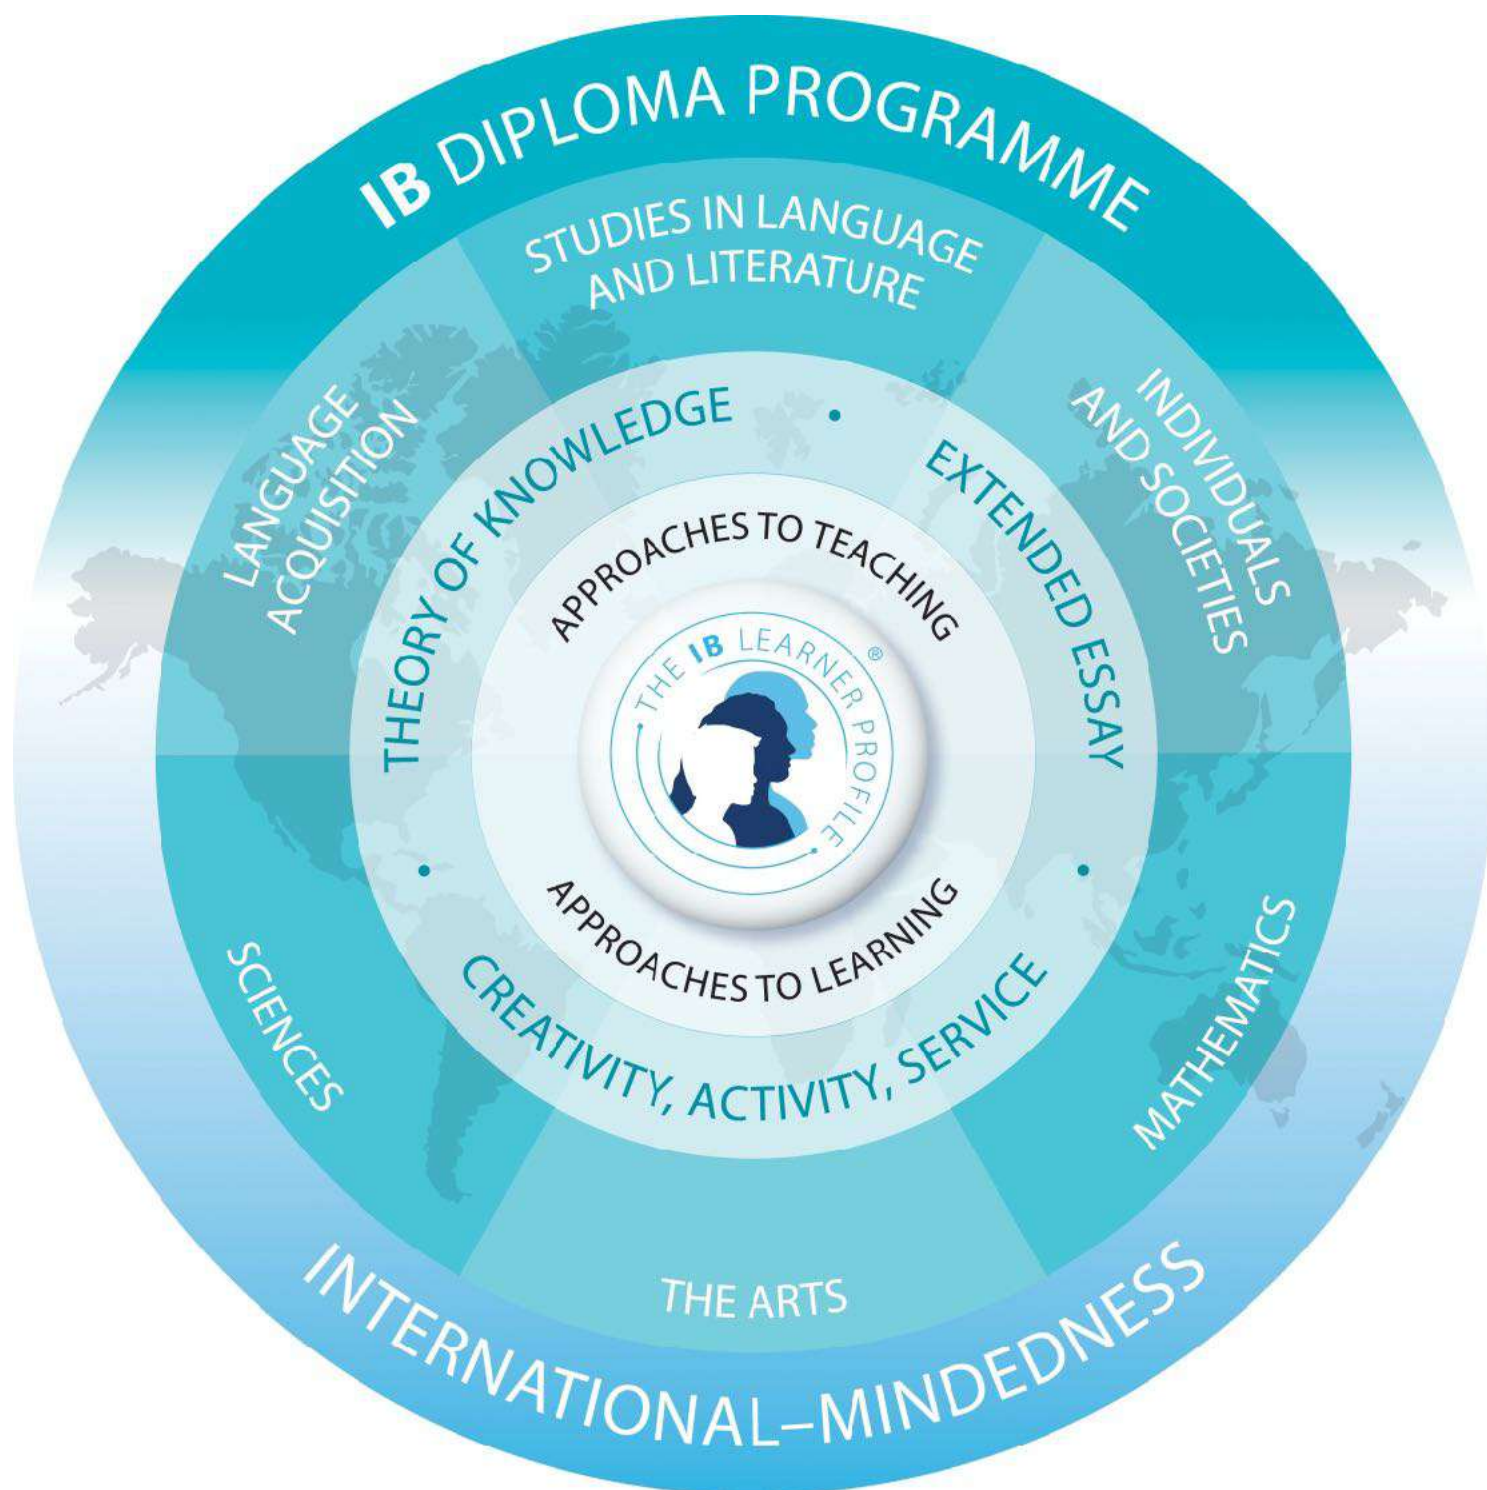 IB DIPLOMA PROGRAMME
STUDIES IN LANGUAGE
AND LITERATURE
LANGUAGE
ACQUISITION
INDIVIDUALS
AND SOCIETIES
THEORY OF KNOWLEDGE
•
EXTENDED ESSAY
•
APPROACHES TO TEACHING
THE IB LEARNER PROFILE
®
APPROACHES TO LEARNING
•
CREATIVITY, ACTIVITY, SERVICE
SCIENCES
MATHEMATICS
THE ARTS
INTERNATIONAL–MINDEDNESS